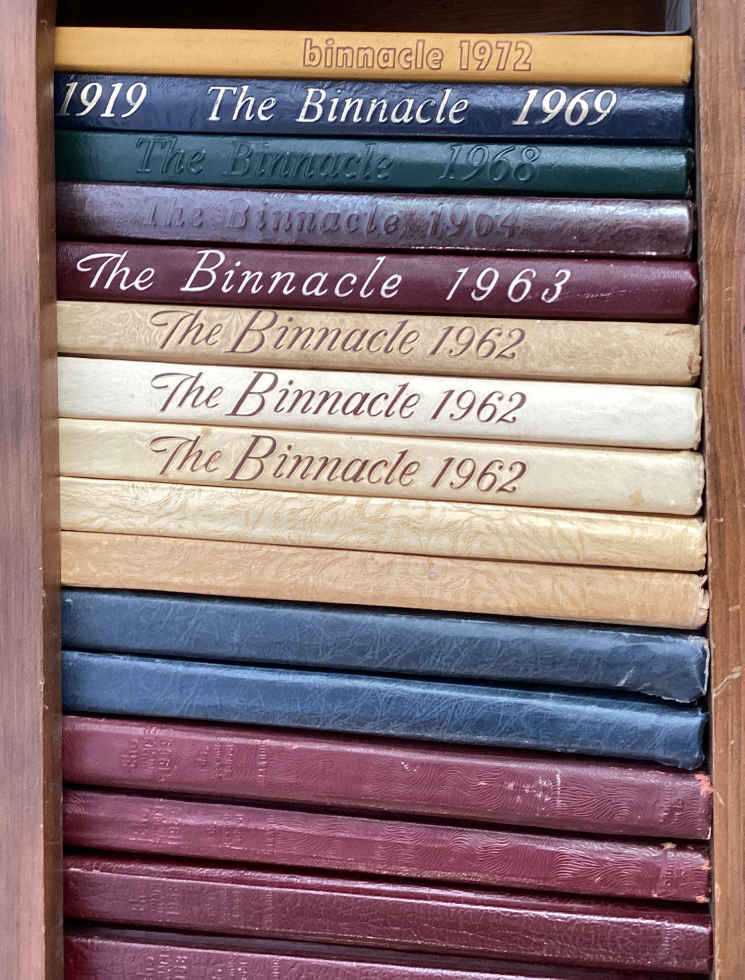 binnacle 1972
1919 The Binnacle 1969
The Binnacle 1968
The Binnacle 1964
The Binnacle 1963
The Binnacle 1962
The Binnacle 1962
The Binnacle 1962